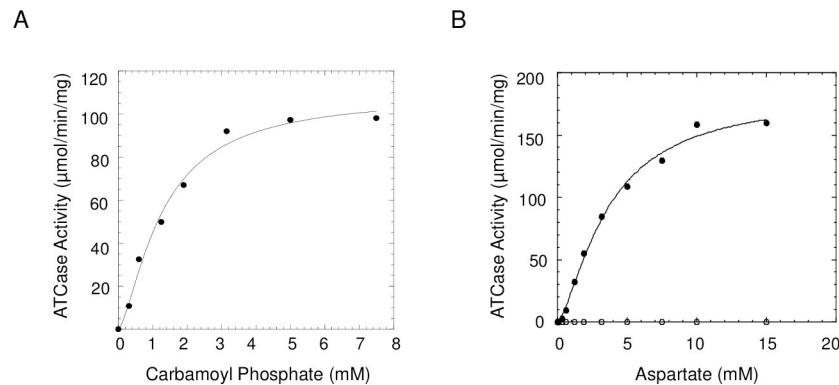 A
ATCase Activity (µmol/min/mg)
120
100
80
60
40
20
0 1 2 3 4 5 6 7 8
Carbamoyl Phosphate (mM)
B
ATCase Activity (µmol/min/mg)
200
150
100
50
0
0 5 10 15 20
Aspartate (mM)